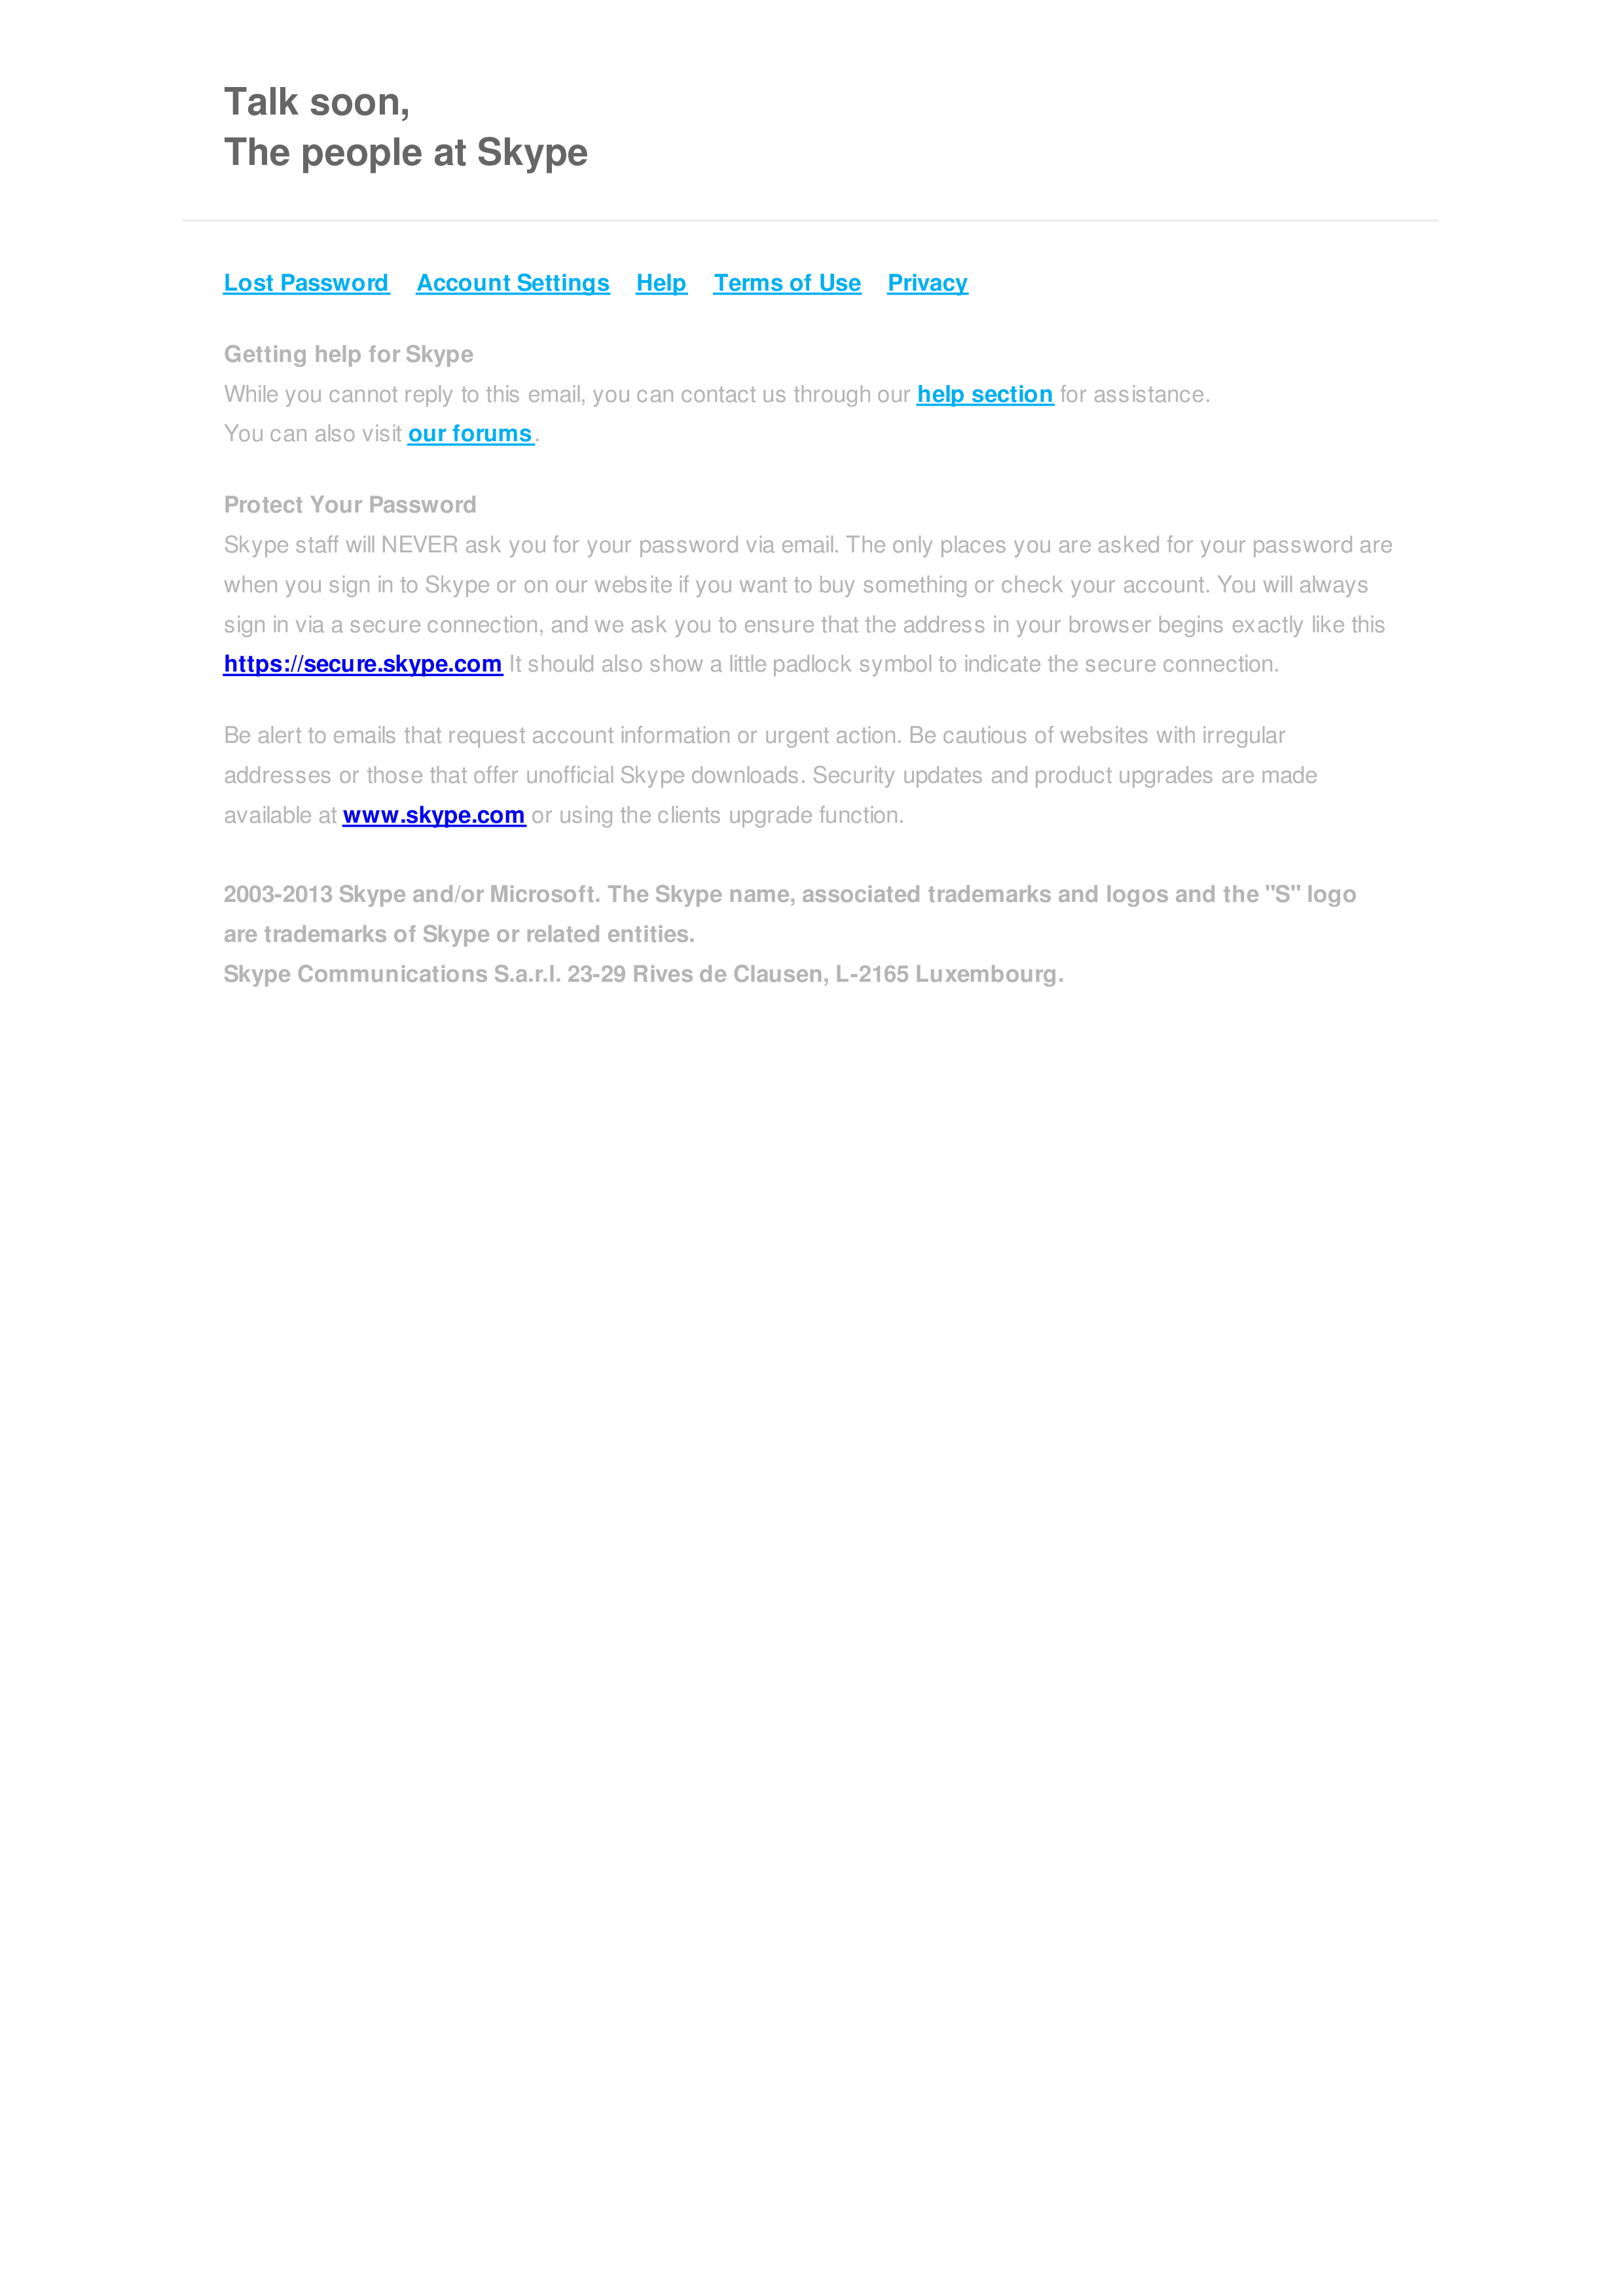 Talk soon,
The people at Skype
Lost Password Account Settings Help Terms of Use Privacy
Getting help for Skype
While you cannot reply to this email, you can contact us through our help section for assistance.
You can also visit our forums.
Protect Your Password
Skype staff will NEVER ask you for your password via email. The only places you are asked for your password are
when you sign in to Skype or on our website if you want to buy something or check your account. You will always
sign in via a secure connection, and we ask you to ensure that the address in your browser begins exactly like this
https://secure.skype.com It should also show a little padlock symbol to indicate the secure connection.
Be alert to emails that request account information or urgent action. Be cautious of websites with irregular
addresses or those that offer unofficial Skype downloads. Security updates and product upgrades are made
available at www.skype.com or using the clients upgrade function.
2003-2013 Skype and/or Microsoft. The Skype name, associated trademarks and logos and the "S" logo
are trademarks of Skype or related entities.
Skype Communications S.a.r.l. 23-29 Rives de Clausen, L-2165 Luxembourg.